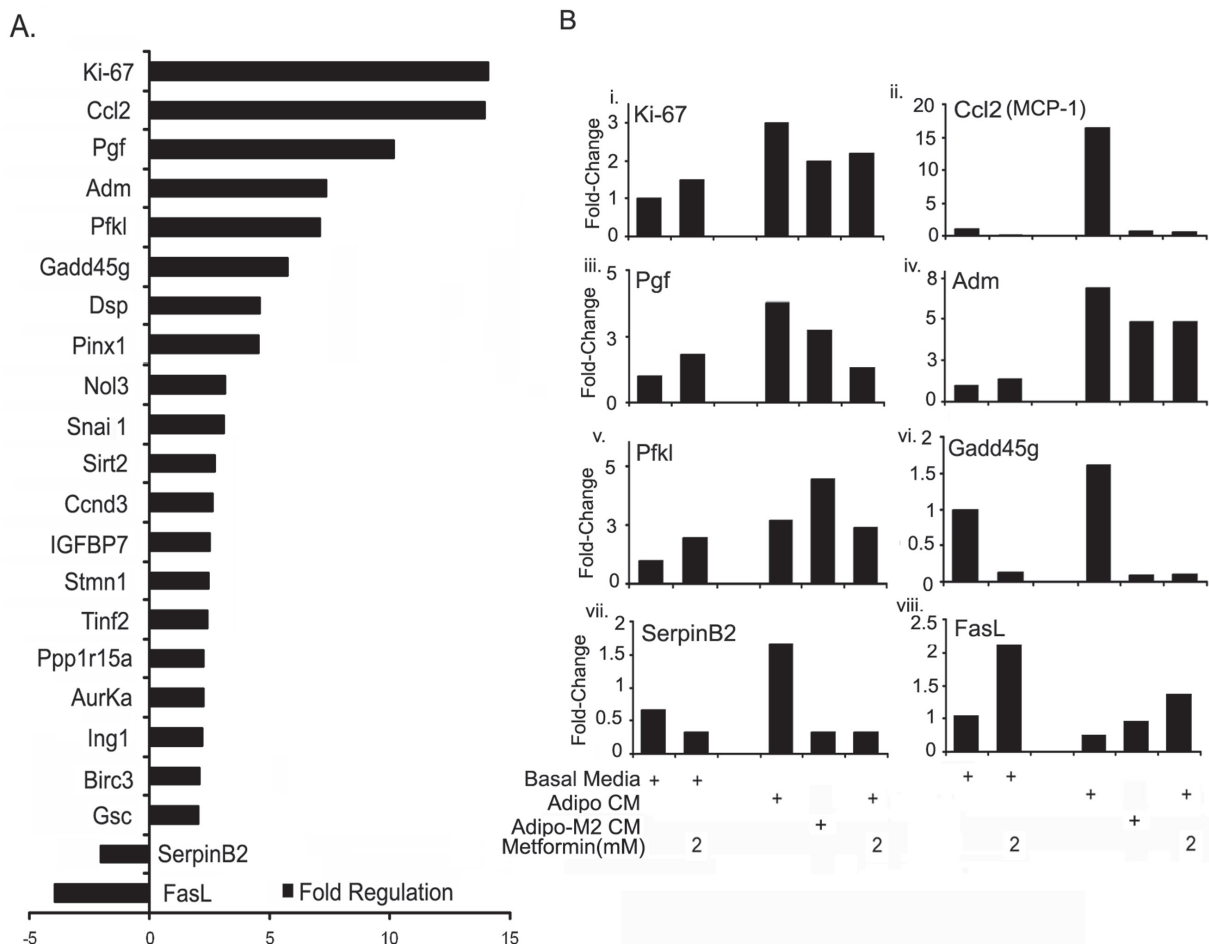 A.
Ki-67
Ccl2
Pgf
Adm
Pfkl
Gadd45g
Dsp
Pinx1
Nol3
Snai 1
Sirt2
Ccnd3
IGFBP7
Stmn1
Tinf2
Ppp1r15a
AurKa
Ing1
Birc3
Gsc
SerpinB2
FasL
Fold Regulation
-5 0 5 10 15
B
i.
Ki-67
Fold-Change
3
2
1
0
ii.
Ccl2 (MCP-1)
20
15
10
5
0
iii.
Pgf
Fold-Change
5
3
0
iv.
Adm
8
5
3
0
v.
Pfkl
Fold-Change
5
3
0
vi.
Gadd45g
2
1
1
0.5
0
vii.
SerpinB2
Fold-Change
2
1.5
1
0.5
0
viii.
FasL
2.5
2
1.5
1
0
Basal Media + + + +
Adipo CM + + + +
Adipo-M2 CM + +
Metformin(mM) 2 2 2 2